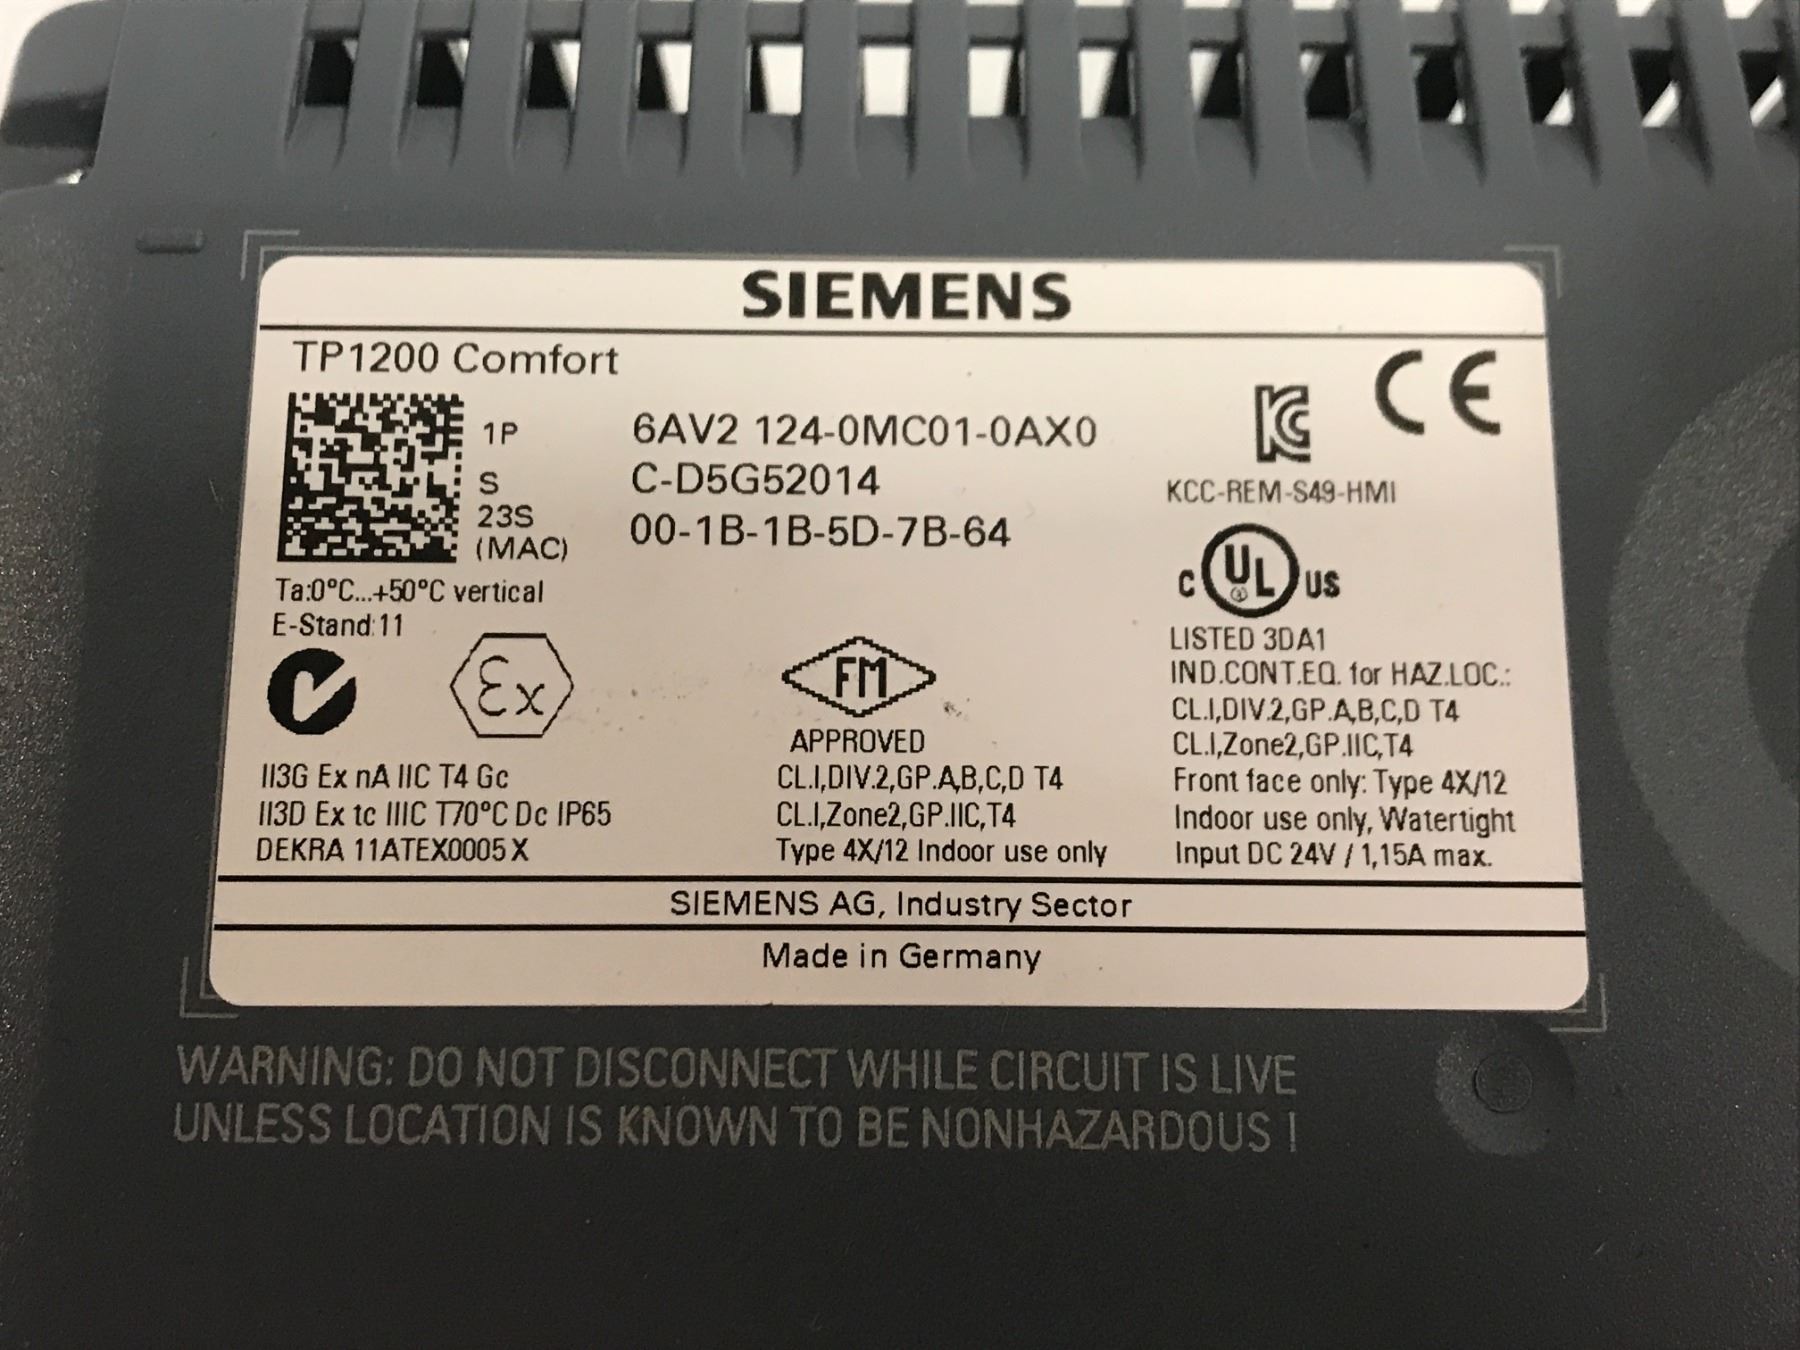 SIEMENS
TP1200 Comfort
1P 6AV2 124-0MC01-0AX0
S C-D5G52014
23S 00-1B-1B-5D-7B-64
(MAC)
Ta:0°C...+50°C vertical
E-Stand:11
Ex
II3G Ex nA IIC T4 Gc
II3D Ex tc IIIC T70°C Dc IP65
DEKRA 11ATEX0005 X
FM
APPROVED
CL.I,DIV.2,GP.A,B,C,D T4
CL.I,Zone2,GP.IIC,T4
Type 4X/12 Indoor use only
CE
KC
KCC-REM-S49-HMI
C UL US
LISTED 3DA1
IND.CONT.EQ. for HAZ.LOC.:
CL.I,DIV.2,GP.A,B,C,D T4
CL.I,Zone2,GP.IIC,T4
Front face only: Type 4X/12
Indoor use only, Watertight
Input DC 24V / 1,15A max.
SIEMENS AG, Industry Sector
Made in Germany
WARNING: DO NOT DISCONNECT WHILE CIRCUIT IS LIVE
UNLESS LOCATION IS KNOWN TO BE NONHAZARDOUS !